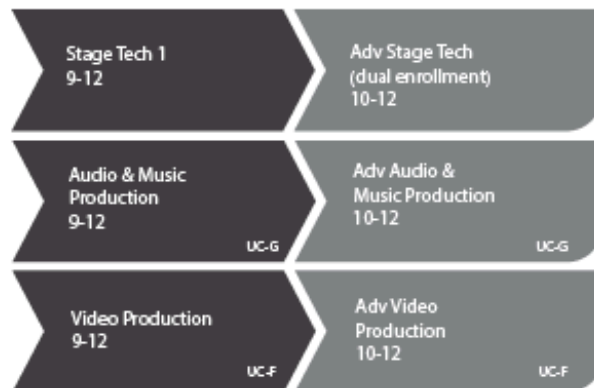 Stage Tech 1
9-12
Adv Stage Tech
(dual enrollment)
10-12
Audio & Music
Production
9-12
UC-G
Adv Audio &
Music Production
10-12
UC-G
Video Production
9-12
UC-F
Adv Video
Production
10-12
UC-F